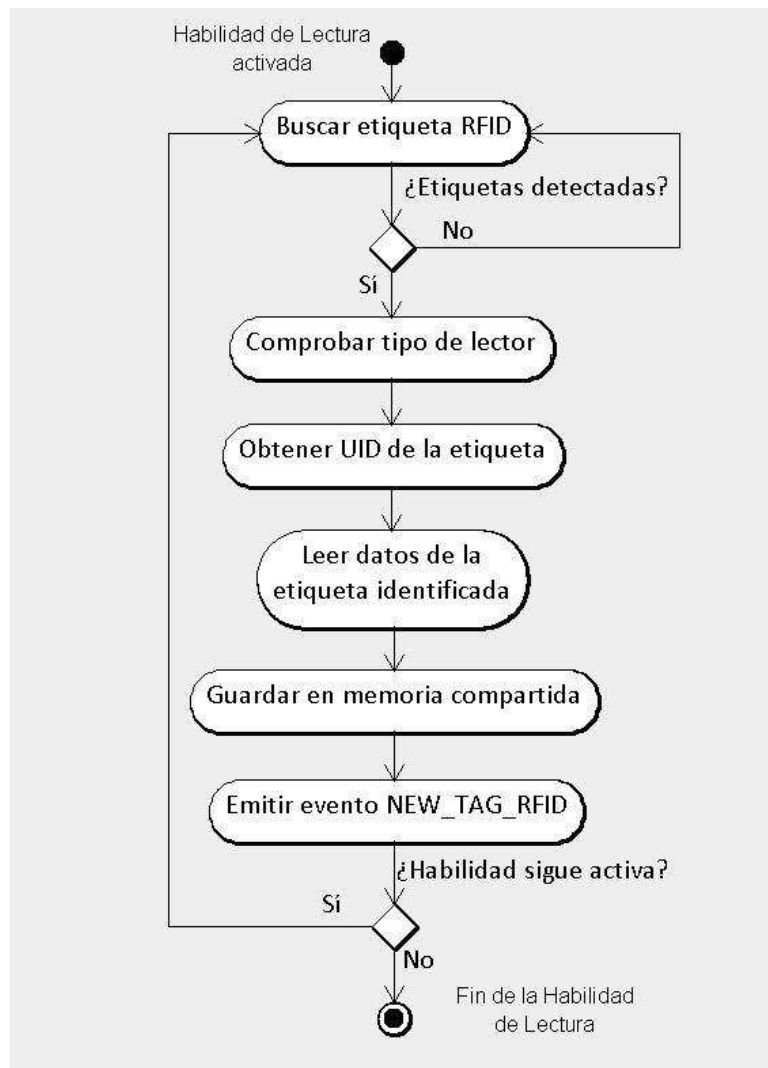 Habilidad de Lectura
activada
Buscar etiqueta RFID
¿Etiquetas detectadas?
No
Sí
Comprobar tipo de lector
Obtener UID de la etiqueta
Leer datos de la
etiqueta identificada
Guardar en memoria compartida
Emitir evento NEW_TAG_RFID
¿Habilidad sigue activa?
Sí
No
Fin de la Habilidad
de Lectura